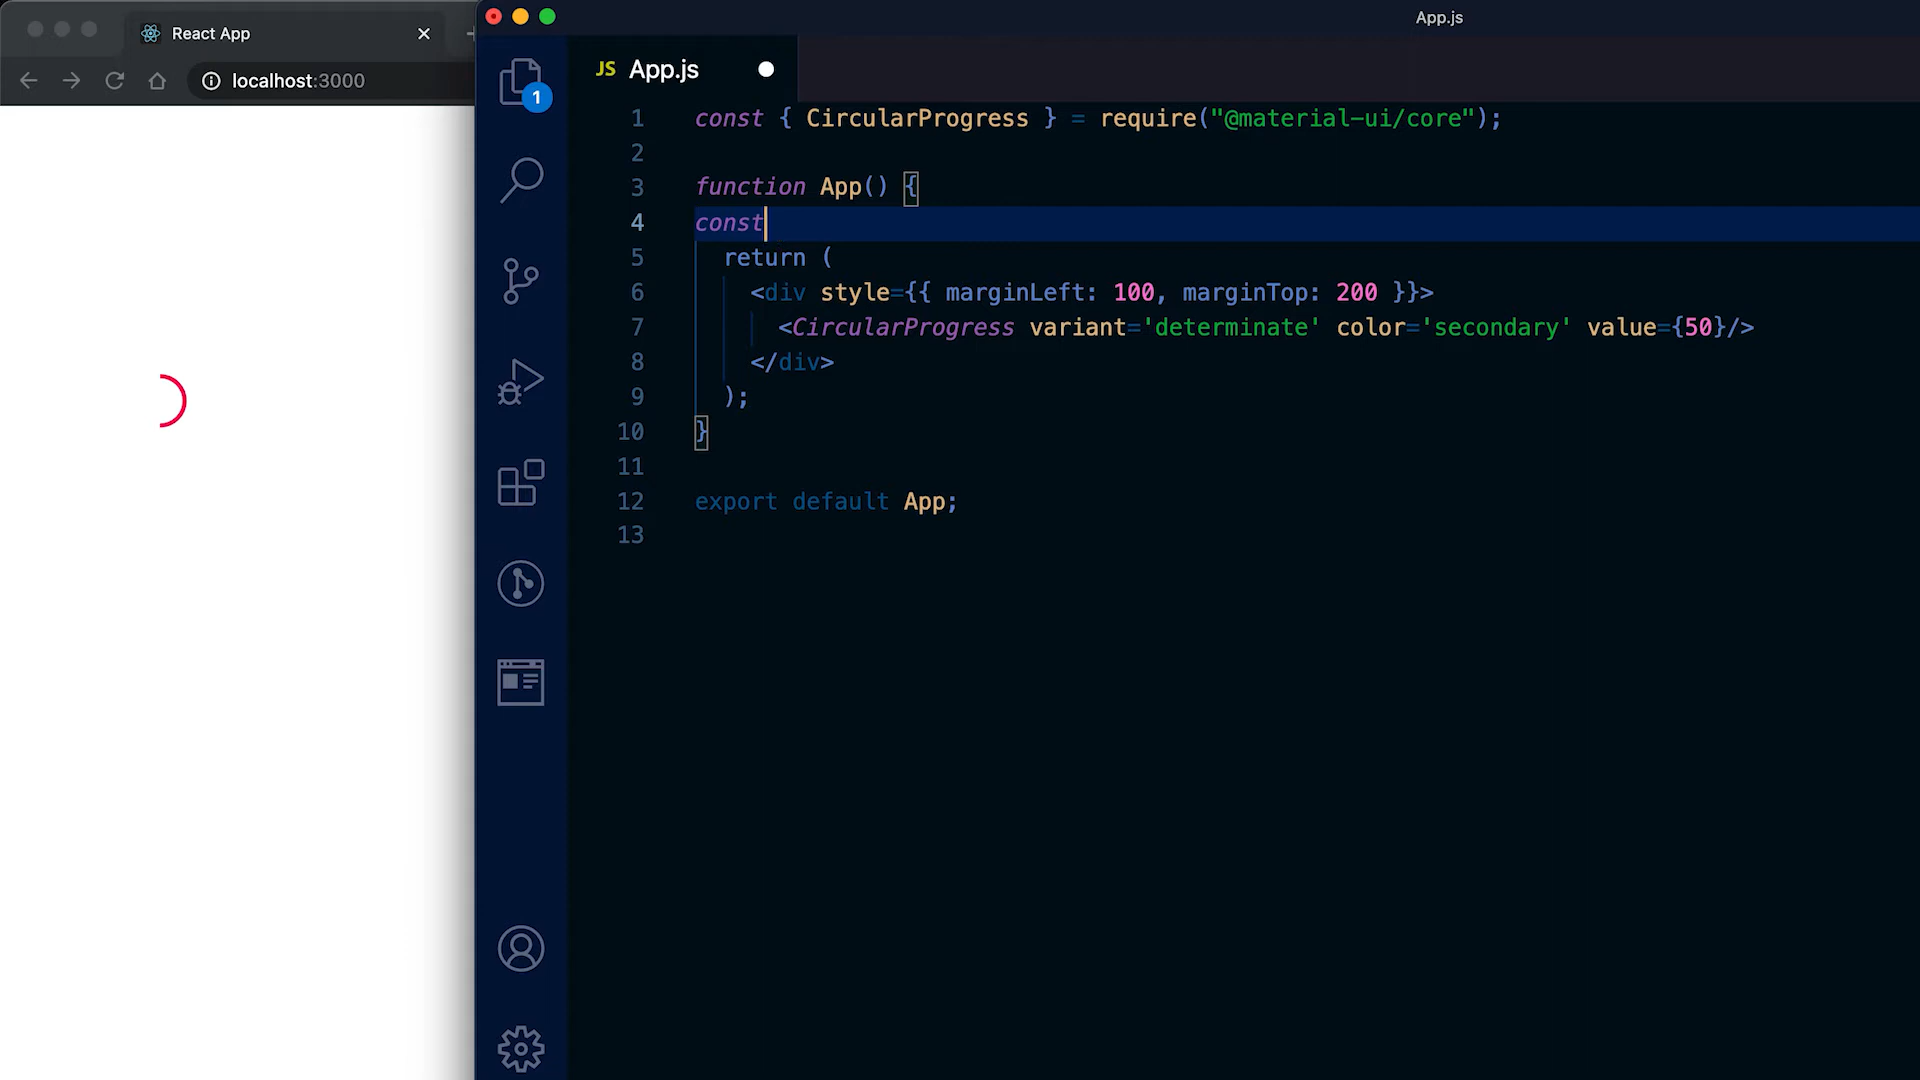 React App
localhost:3000
App.js
JS App.js
1
1 const { CircularProgress } = require("@material-ui/core");
2
3 function App() {
4 const
5 return (
6 <div style={{ marginLeft: 100, marginTop: 200 }}>
7 <CircularProgress variant='determinate' color='secondary' value={50}/>
8 </div>
9 );
10 }
11
12 export default App;
13